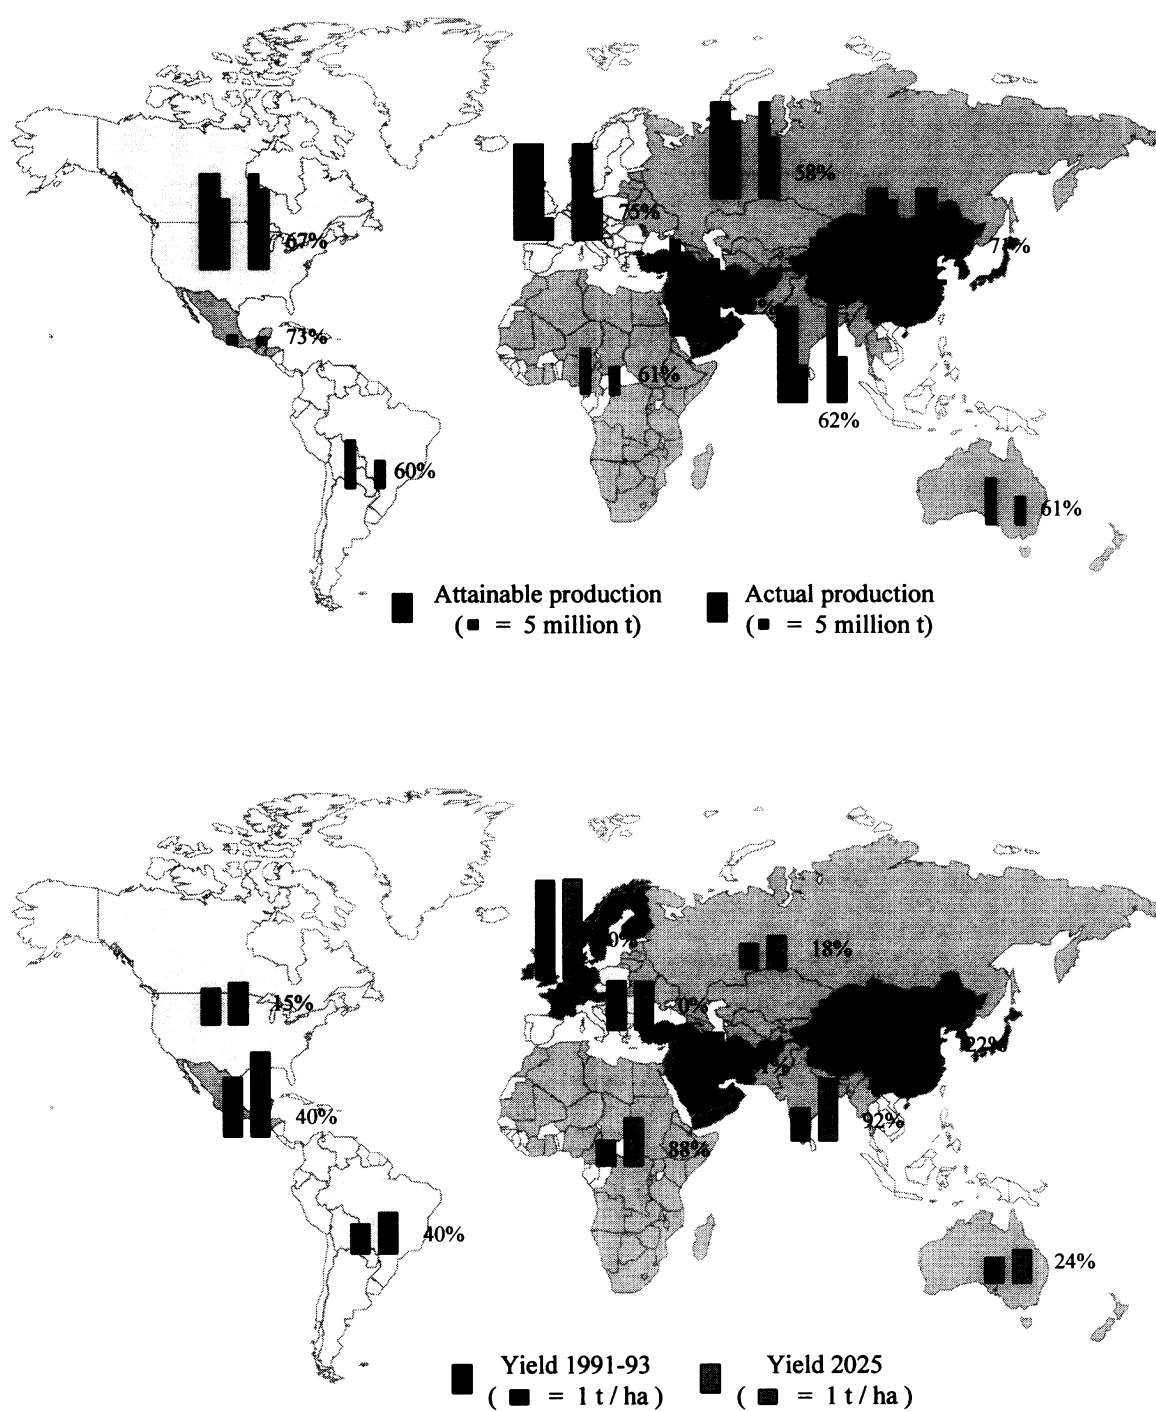 58%
75%
67%
73%
61%
62%
60%
61%
Attainable production
( ■ = 5 million t)
Actual production
( ■ = 5 million t)
18%
15%
40%
92%
88%
40%
24%
Yield 1991-93
( ■ = 1 t / ha )
Yield 2025
( ■ = 1 t / ha )